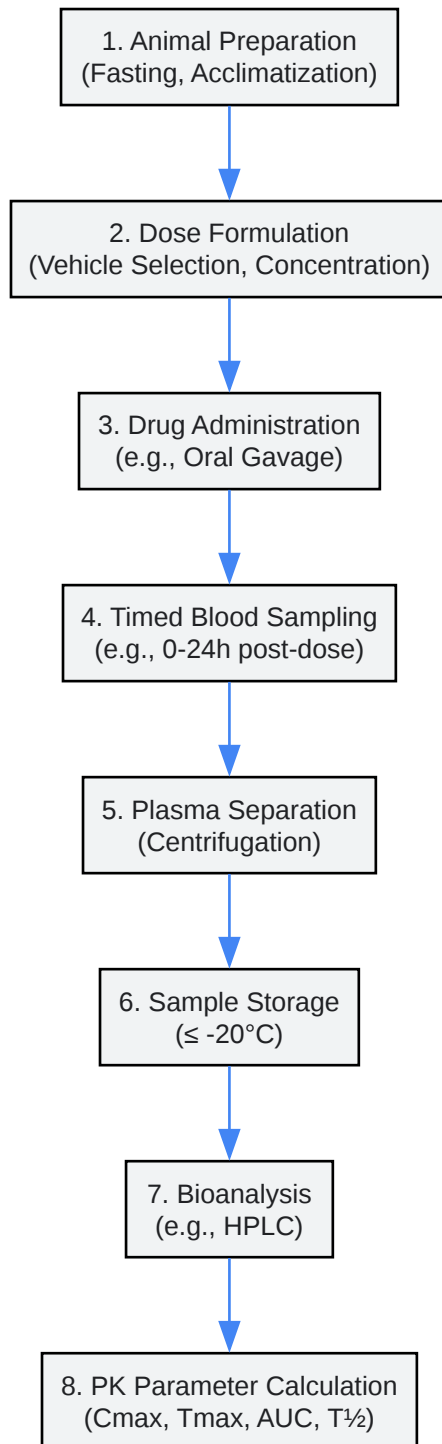 1. Animal Preparation
(Fasting, Acclimatization)
2. Dose Formulation
(Vehicle Selection, Concentration)
3. Drug Administration
(e.g., Oral Gavage)
4. Timed Blood Sampling
(e.g., 0-24h post-dose)
5. Plasma Separation
(Centrifugation)
6. Sample Storage
(≤ -20°C)
7. Bioanalysis
(e.g., HPLC)
8. PK Parameter Calculation
(Cmax, Tmax, AUC, T½)